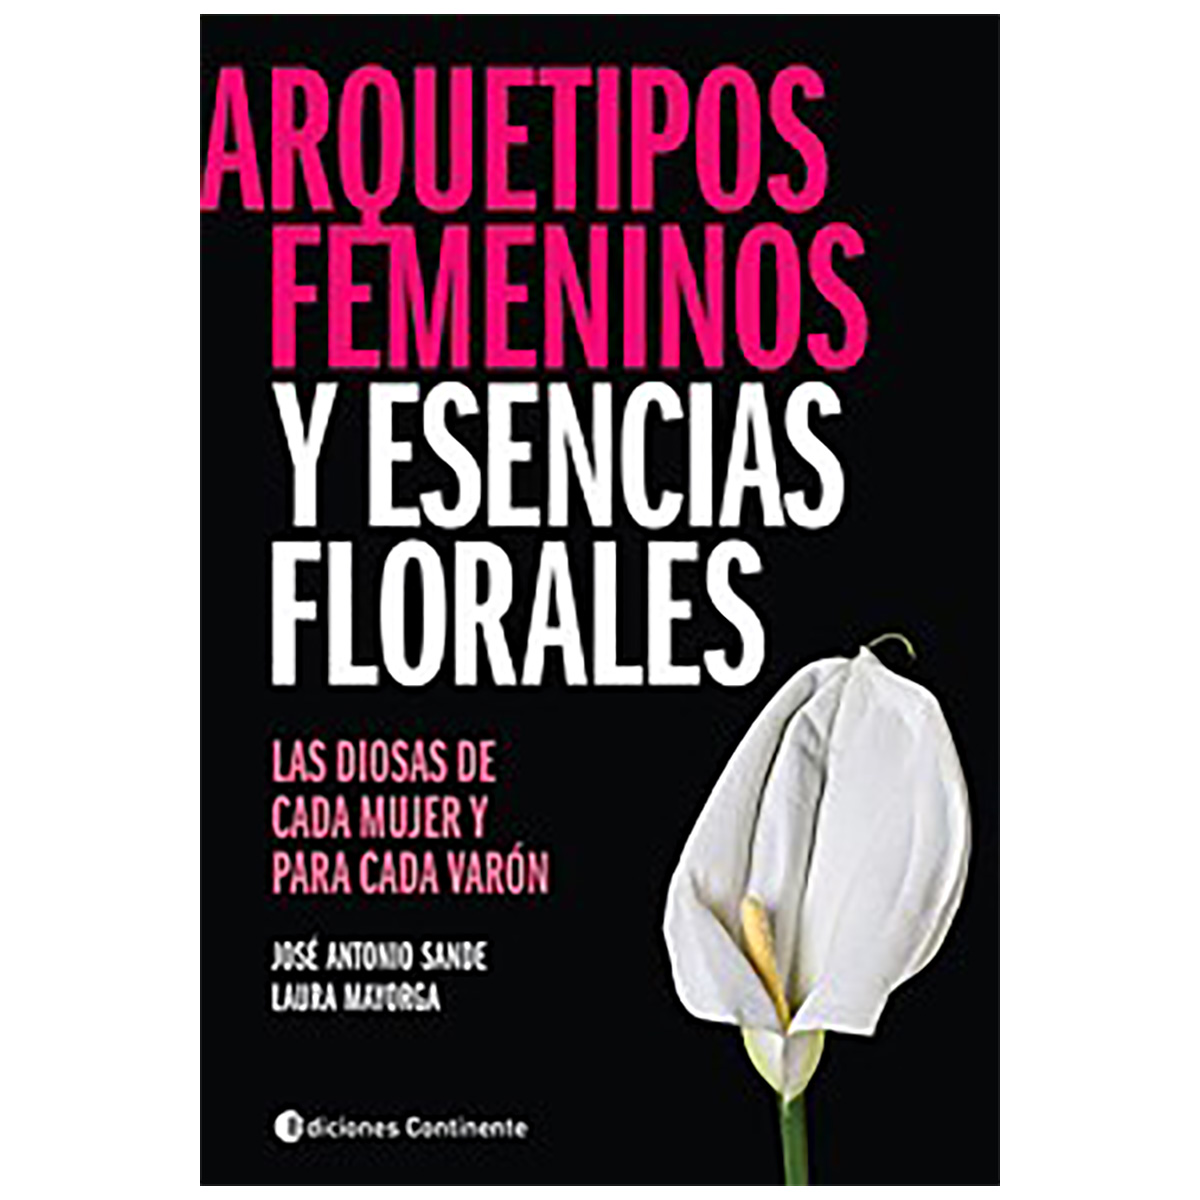 ARQUETIPOS
FEMENINOS
Y ESENCIAS
FLORALES
LAS DIOSAS DE
CADA MUJER Y
PARA CADA VARÓN
JOSÉ ANTONIO SANDE
LAURA MAYORGA
Ediciones Continente